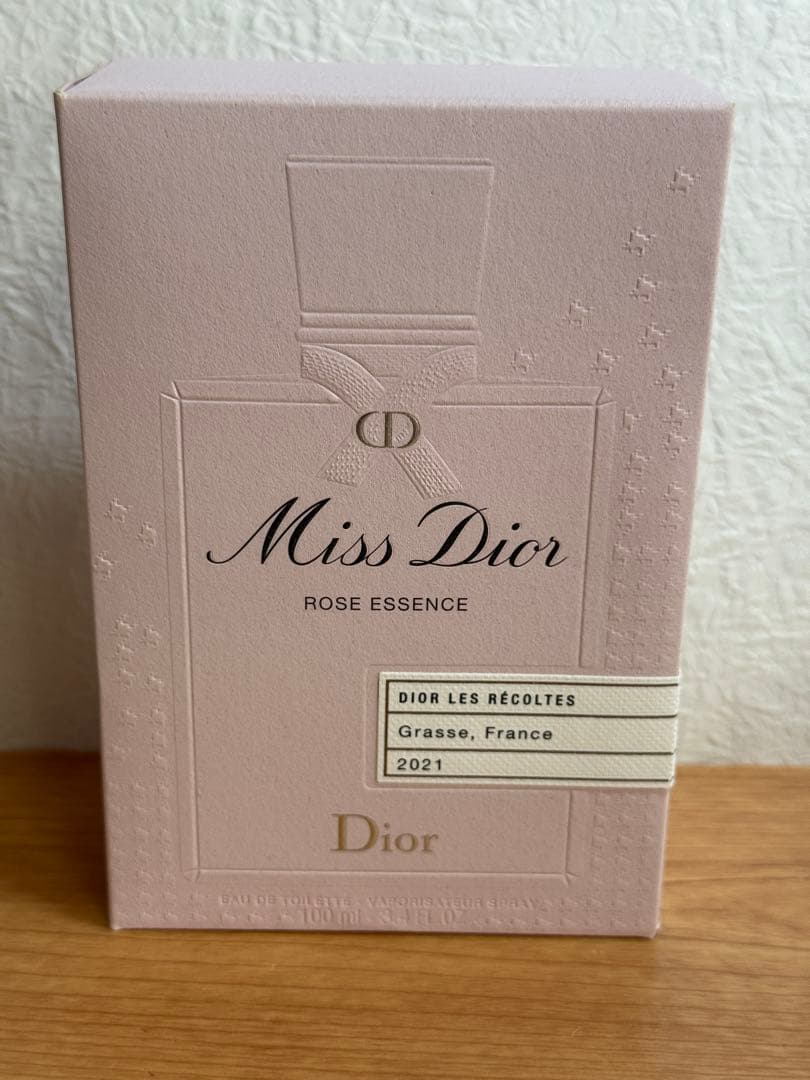 CD
Miss Dior
ROSE ESSENCE
DIOR LES RÉCOLTES
Grasse, France
2021
Dior
EAU DE TOILETTE - VAPORISATEUR SPRAY
100 ml 3.4 FL.OZ